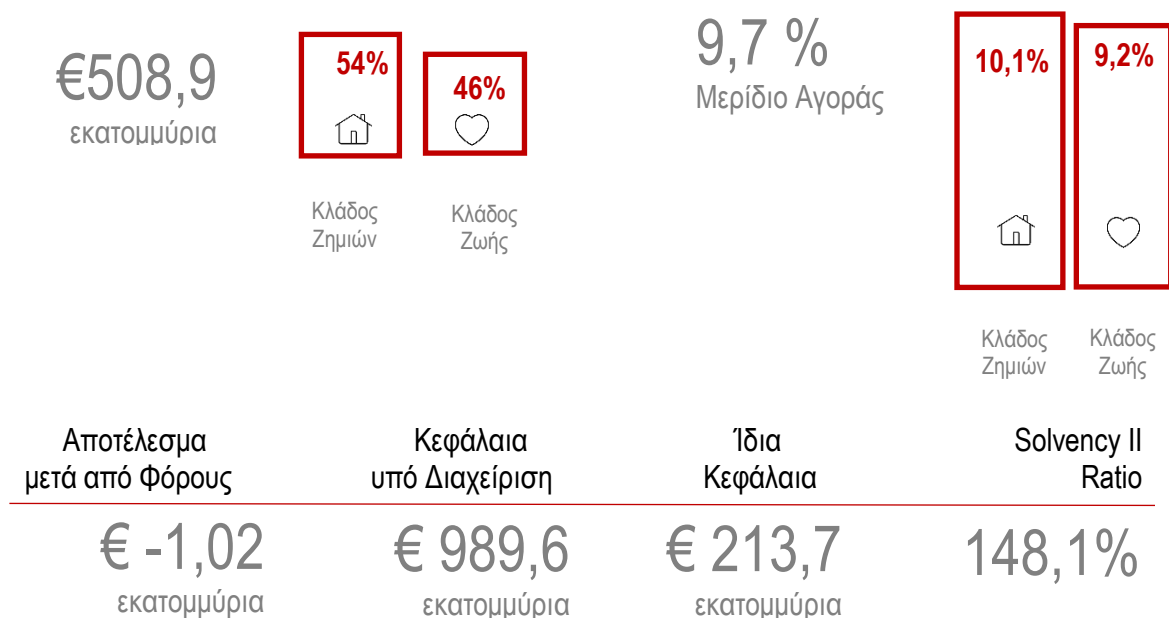 €508,9
εκατομμύρια
54%
46%
Κλάδος
Ζημιών
Κλάδος
Ζωής
9,7 %
Μερίδιο Αγοράς
10,1%
9,2%
Κλάδος
Ζημιών
Κλάδος
Ζωής
Αποτέλεσμα
μετά από Φόρους
Κεφάλαια
υπό Διαχείριση
Ίδια
Κεφάλαια
Solvency II
Ratio
€ -1,02
εκατομμύρια
€ 989,6
εκατομμύρια
€ 213,7
εκατομμύρια
148,1%